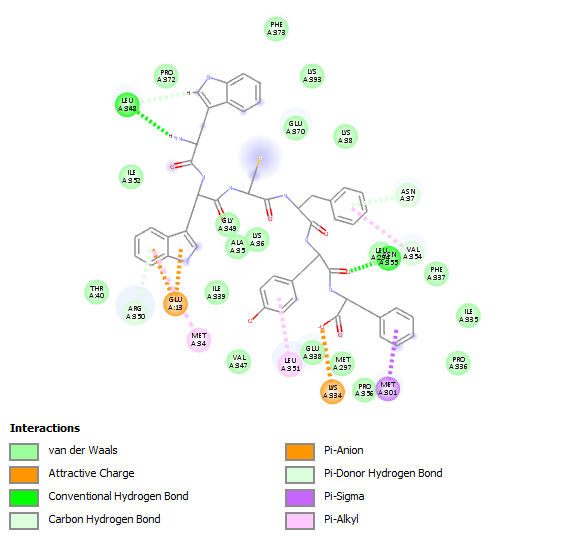 PHE
A:373
PRO
A:372
LYS
A:393
LEU
A:348
GLU
A:370
LYS
A:38
ILE
A:352
ASN
A:37
GLY
A:349
ALA
A:35
LYS
A:36
VAL
A:354
A:355
PHE
A:337
THR
A:40
ARG
A:350
GLU
A:13
ILE
A:339
MET
A:34
ILE
A:335
VAL
A:347
GLU
A:338
LEU
A:351
MET
A:297
PRO
A:336
LYS
A:334
PRO
A:356
MET
A:301
Interactions
van der Waals
Attractive Charge
Conventional Hydrogen Bond
Carbon Hydrogen Bond
Pi-Anion
Pi-Donor Hydrogen Bond
Pi-Sigma
Pi-Alkyl